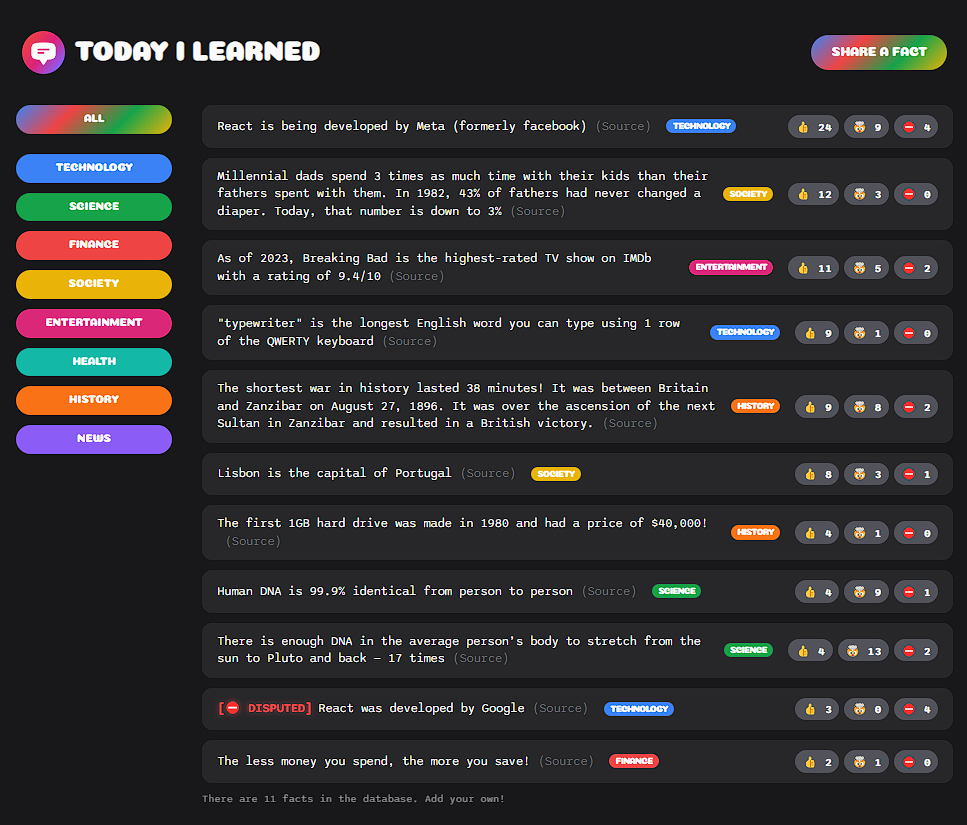 TODAY I LEARNED
SHARE A FACT
ALL
TECHNOLOGY
SCIENCE
FINANCE
SOCIETY
ENTERTAINMENT
HEALTH
HISTORY
NEWS
React is being developed by Meta (formerly facebook) (Source) TECHNOLOGY 👍 24 🤯 9 ⛔ 4
Millennial dads spend 3 times as much time with their kids than their
fathers spent with them. In 1982, 43% of fathers had never changed a
diaper. Today, that number is down to 3% (Source)
SOCIETY 👍 12 🤯 3 ⛔ 0
As of 2023, Breaking Bad is the highest-rated TV show on IMDb
with a rating of 9.4/10 (Source)
ENTERTAINMENT 👍 11 🤯 5 ⛔ 2
"typewriter" is the longest English word you can type using 1 row
of the QWERTY keyboard (Source)
TECHNOLOGY 👍 9 🤯 1 ⛔ 0
The shortest war in history lasted 38 minutes! It was between Britain
and Zanzibar on August 27, 1896. It was over the ascension of the next
Sultan in Zanzibar and resulted in a British victory. (Source)
HISTORY 👍 9 🤯 8 ⛔ 2
Lisbon is the capital of Portugal (Source) SOCIETY 👍 8 🤯 3 ⛔ 1
The first 1GB hard drive was made in 1980 and had a price of $40,000!
(Source)
HISTORY 👍 4 🤯 1 ⛔ 0
Human DNA is 99.9% identical from person to person (Source) SCIENCE 👍 4 🤯 9 ⛔ 1
There is enough DNA in the average person's body to stretch from the
sun to Pluto and back — 17 times (Source)
SCIENCE 👍 4 🤯 13 ⛔ 2
[⛔ DISPUTED] React was developed by Google (Source) TECHNOLOGY 👍 3 🤯 0 ⛔ 4
The less money you spend, the more you save! (Source) FINANCE 👍 2 🤯 1 ⛔ 0
There are 11 facts in the database. Add your own!